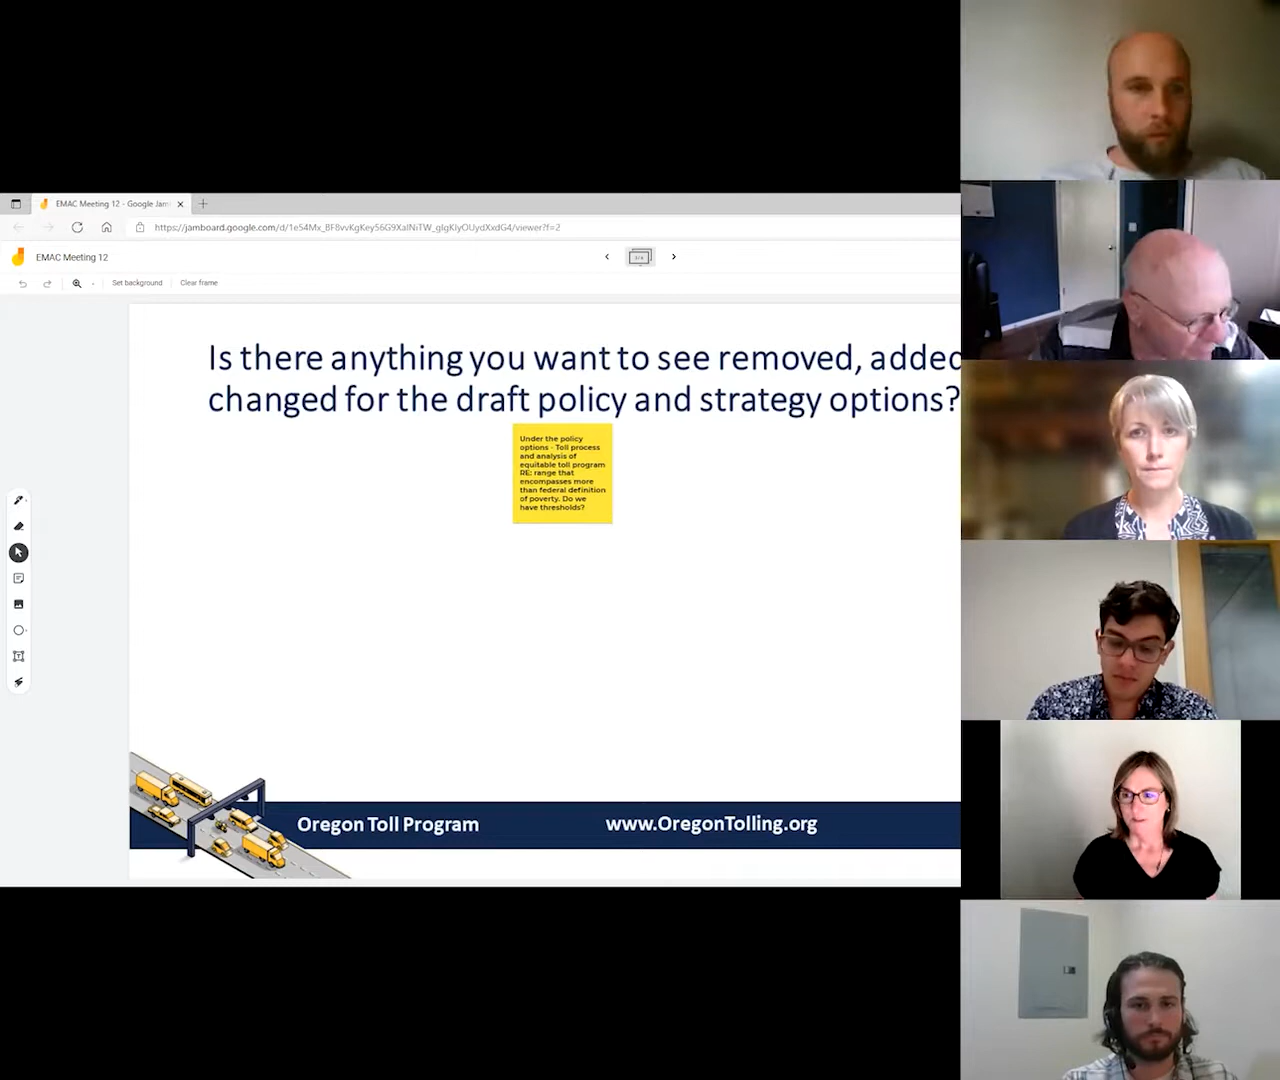 EMAC Meeting 12 - Google Jam
https://jamboard.google.com/d/1e54Mx_BF8vvKgKey56G9XalNiTW_glgKlyOUydXxdG4/viewer?f=2
EMAC Meeting 12
Set background
Clear frame
Is there anything you want to see removed, added
changed for the draft policy and strategy options?
Under the policy
options - Toll process
and analysis of
equitable toll program
RE: range that
encompasses more
than federal definition
of poverty. Do we
have thresholds?
Oregon Toll Program
www.OregonTolling.org